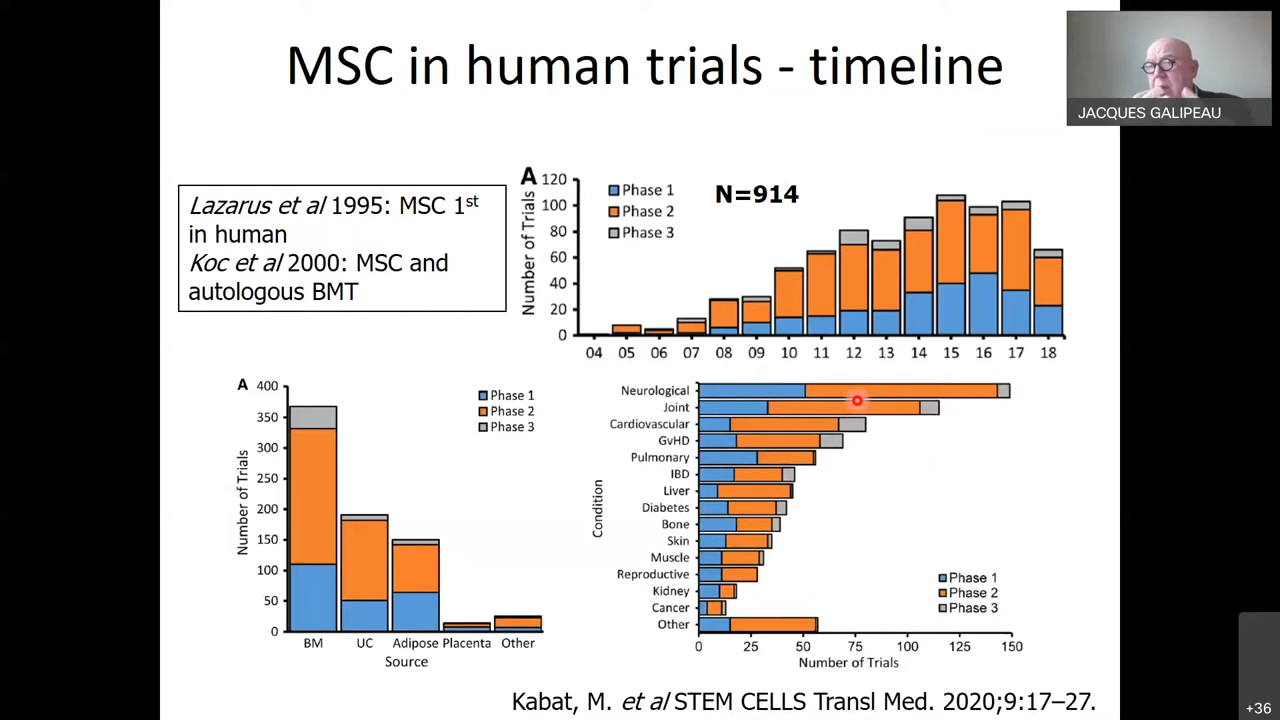 MSC in human trials - timeline
JACQUES GALIPEAU
Lazarus et al 1995: MSC 1st
in human
Koc et al 2000: MSC and
autologous BMT
A
N=914
Phase 1
Phase 2
Phase 3
Number of Trials
120
100
80
60
40
20
0
04 05 06 07 08 09 10 11 12 13 14 15 16 17 18
A
Phase 1
Phase 2
Phase 3
Number of Trials
400
350
300
250
200
150
100
50
0
BM UC Adipose Placenta Other
Source
Condition
Neurological
Joint
Cardiovascular
GvHD
Pulmonary
IBD
Liver
Diabetes
Bone
Skin
Muscle
Reproductive
Kidney
Cancer
Other
Phase 1
Phase 2
Phase 3
0 25 50 75 100 125 150
Number of Trials
Kabat, M. et al STEM CELLS Transl Med. 2020;9:17–27.
+36